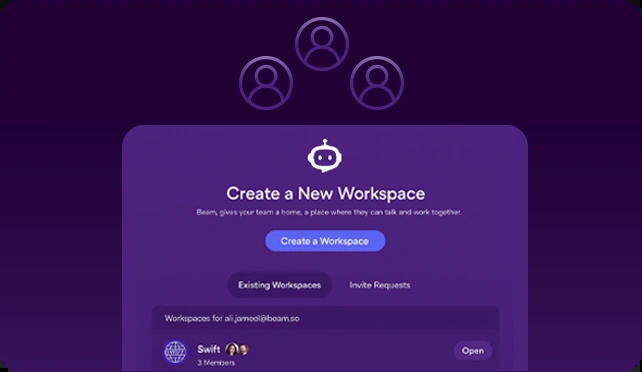 Create a New Workspace
Beam, gives your team a home, a place where they can talk and work together.
Create a Workspace
Existing Workspaces Invite Requests
Workspaces for ali.jameel@beam.so
Swift
Open
3 Members